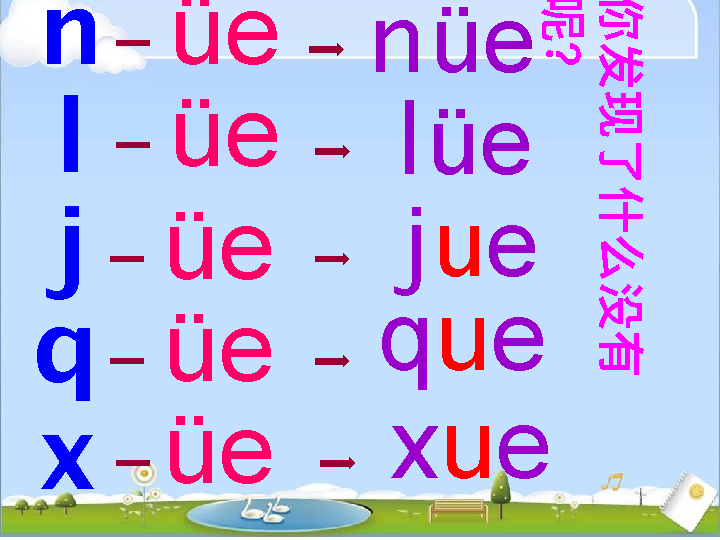 n – üe → nüe
l – üe → lüe
j – üe → jue
q – üe → que
x – üe → xue
你发现了什么没有
呢?